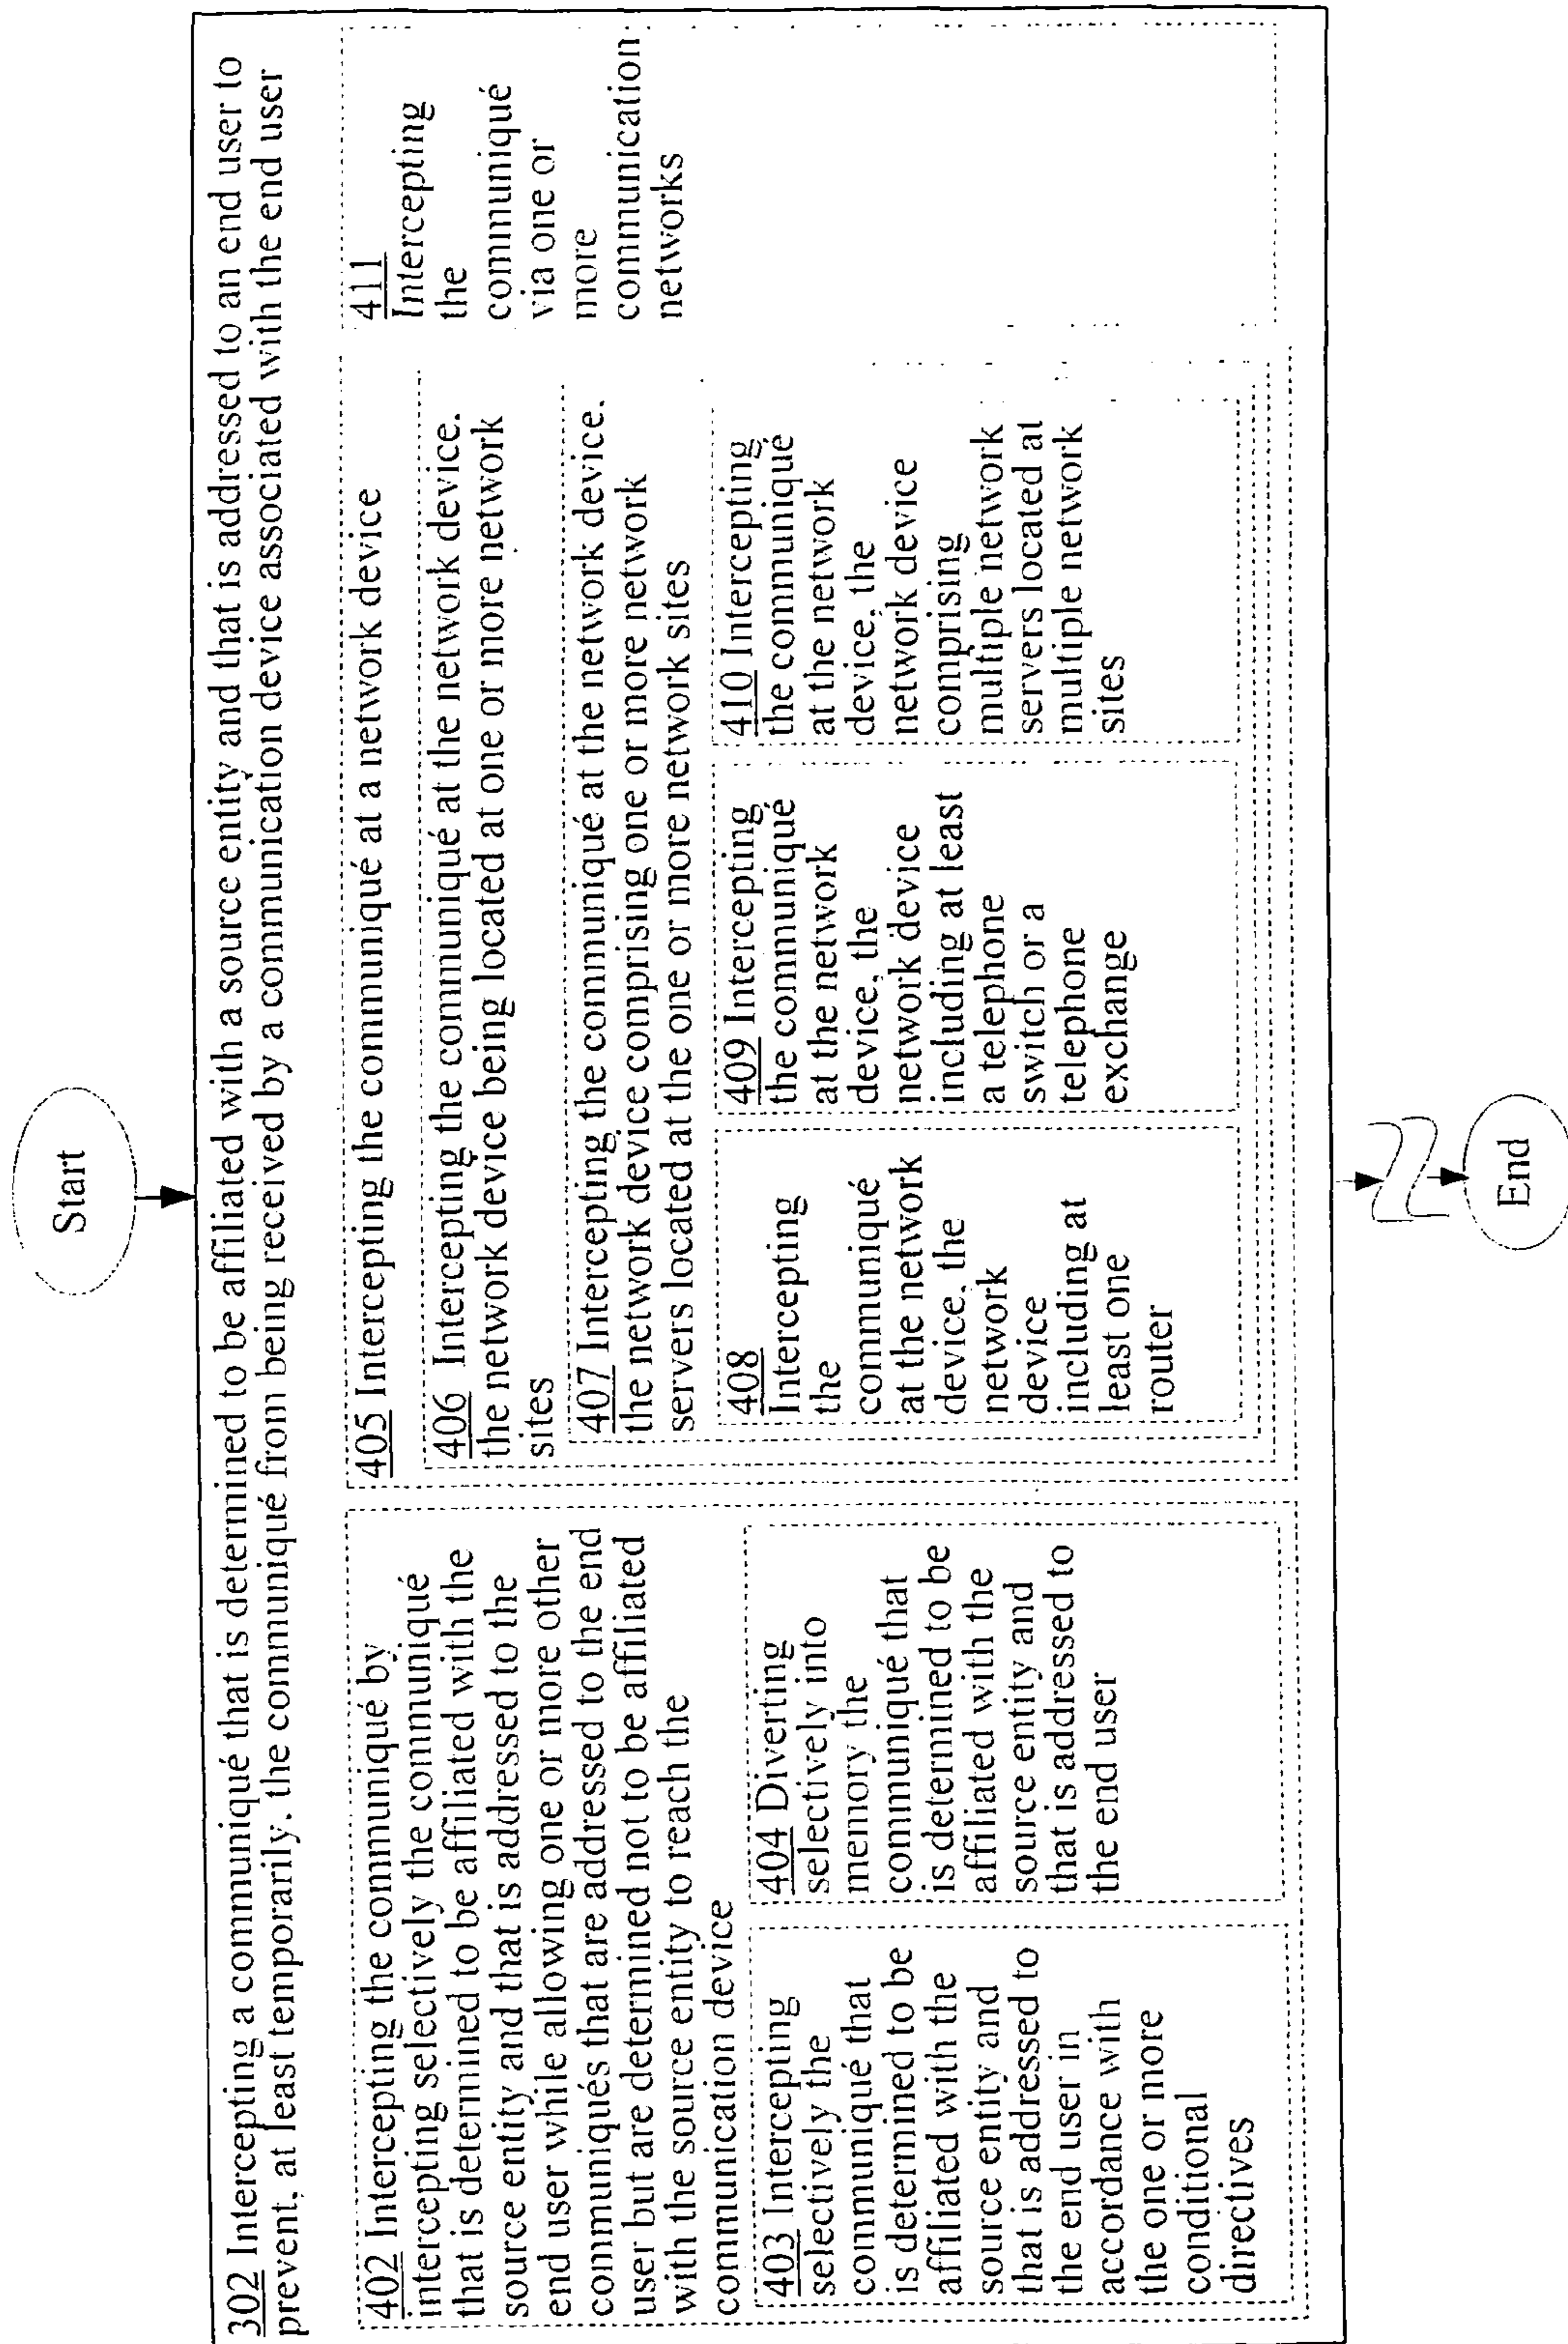 Start
302 Intercepting a communiqué that is determined to be affiliated with a source entity and that is addressed to an end user to
prevent, at least temporarily, the communiqué from being received by a communication device associated with the end user
402 Intercepting the communiqué by
intercepting selectively the communiqué
that is determined to be affiliated with the
source entity and that is addressed to the
end user while allowing one or more other
communiqués that are addressed to the end
user but are determined not to be affiliated
with the source entity to reach the
communication device
403 Intercepting
selectively the
communiqué that
is determined to be
affiliated with the
source entity and
that is addressed to
the end user in
accordance with
the one or more
conditional
directives
404 Diverting
selectively into
memory the
communiqué that
is determined to be
affiliated with the
source entity and
that is addressed to
the end user
405 Intercepting the communiqué at a network device
406 Intercepting the communiqué at the network device.
the network device being located at one or more network
sites
407 Intercepting the communiqué at the network device.
the network device comprising one or more network
servers located at the one or more network sites
408
Intercepting
the
communiqué
at the network
device, the
network
device
including at
least one
router
409 Intercepting
the communiqué
at the network
device, the
network device
including at least
a telephone
switch or a
telephone
exchange
410 Intercepting
the communiqué
at the network
device, the
network device
comprising
multiple network
servers located at
multiple network
sites
411
Intercepting
the
communiqué
via one or
more
communication
networks
End